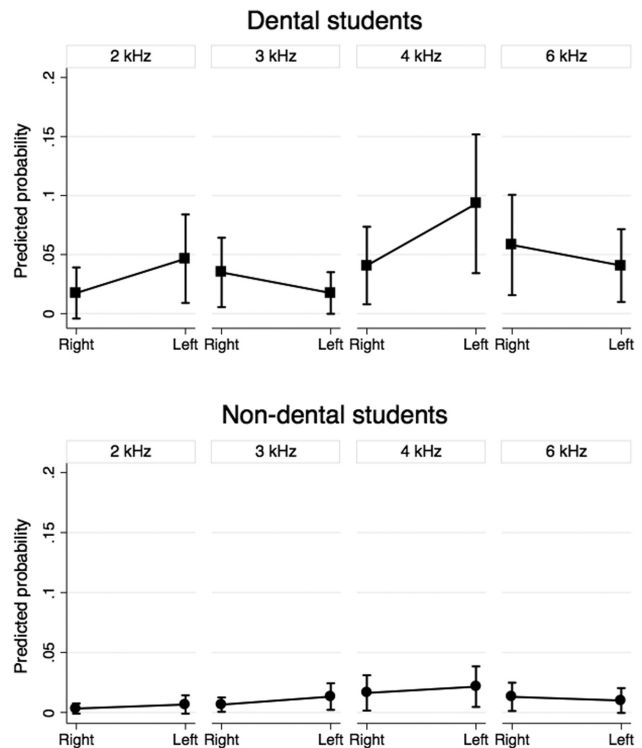 Dental students
2 kHz 3 kHz 4 kHz 6 kHz
Predicted probability
.2
.15
.1
.05
0
Right Left Right Left Right Left Right Left
Non-dental students
2 kHz 3 kHz 4 kHz 6 kHz
Predicted probability
.2
.15
.1
.05
0
Right Left Right Left Right Left Right Left